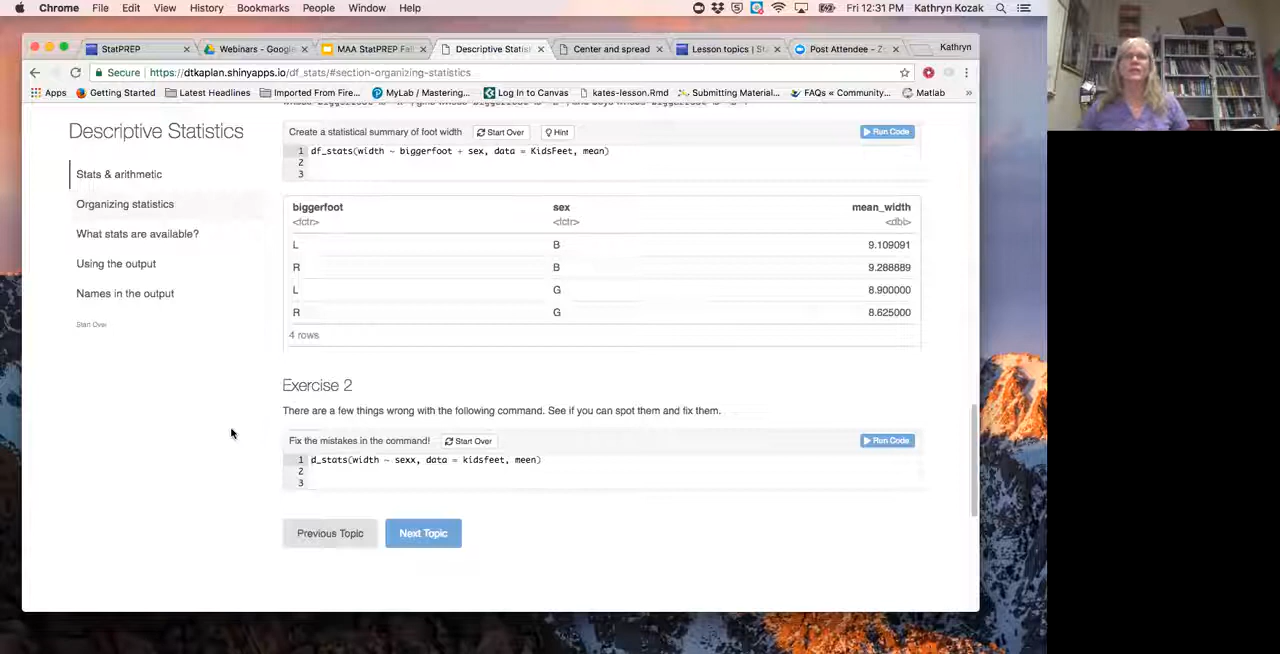 Chrome File Edit View History Bookmarks People Window Help Fri 12:31 PM Kathryn Kozak
StatPREP Webinars - Googl MAA StatPREP Fal Descriptive Statis Center and spread Lesson topics | Sta Post Attendee - Z Kathryn
Secure https://dtkaplan.shinyapps.io/df_stats/#section-organizing-statistics
Apps Getting Started Latest Headlines Imported From Fire... MyLab / Mastering... Log In to Canvas kates-lesson.Rmd Submitting Material... FAQs « Community... Matlab »
Descriptive Statistics
Stats & arithmetic
Organizing statistics
What stats are available?
Using the output
Names in the output
Start Over
Create a statistical summary of foot width Start Over Hint Run Code
1 df_stats(width ~ biggerfoot + sex, data = KidsFeet, mean)
2
3
biggerfoot sex mean_width
<fctr> <fctr> <dbl>
L B 9.109091
R B 9.288889
L G 8.900000
R G 8.625000
4 rows
Exercise 2
There are a few things wrong with the following command. See if you can spot them and fix them.
Fix the mistakes in the command! Start Over Run Code
1 d_stats(width ~ sexx, data = kidsfeet, meen)
2
3
Previous Topic Next Topic